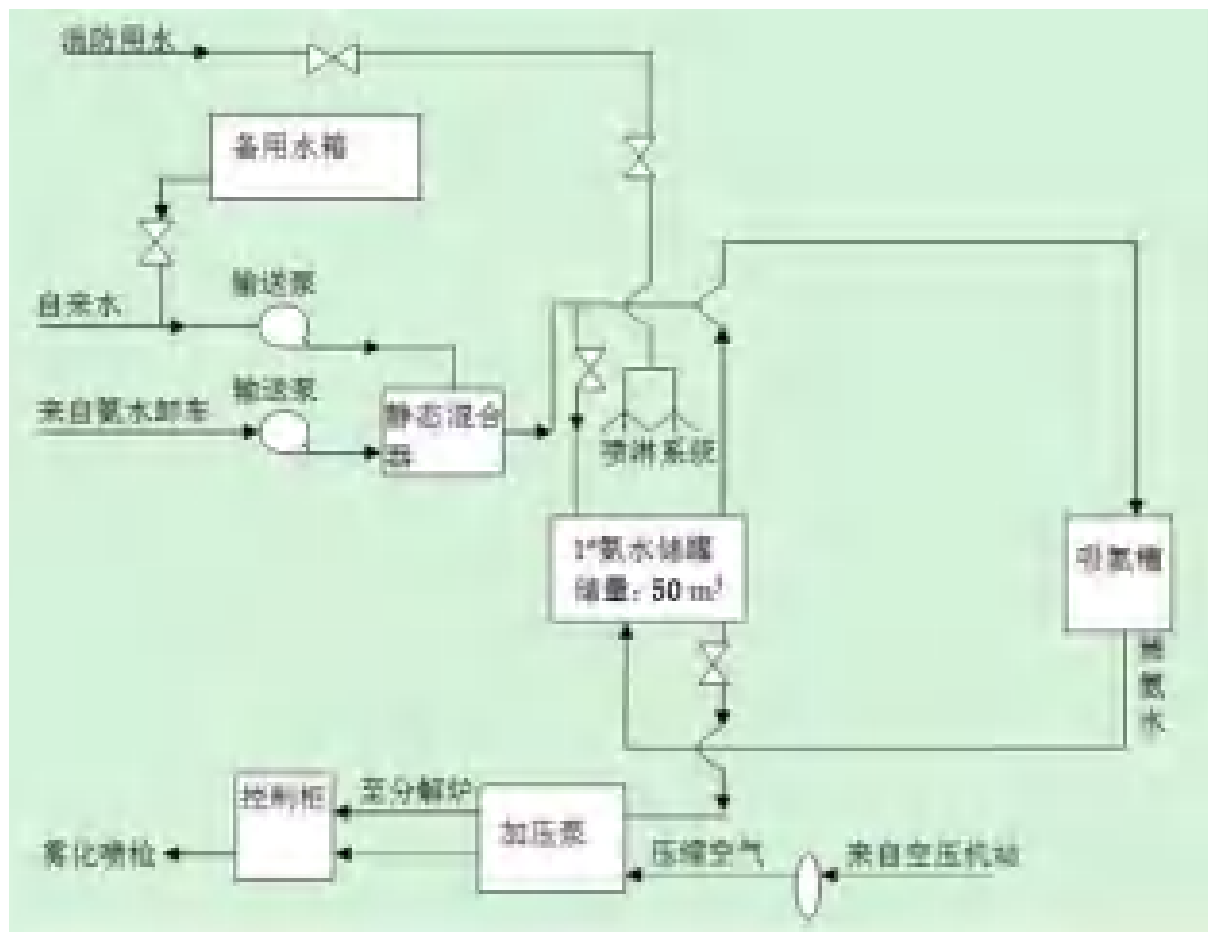 消防用水
备用水箱
输送泵
自来水
输送泵
来自氨水卸车
静态混合
器
喷淋系统
1#氨水储罐
储量：50 m³
吸氨槽
氨
水
控制柜
至分解炉
加压泵
雾化喷枪
压缩空气
来自空压机站